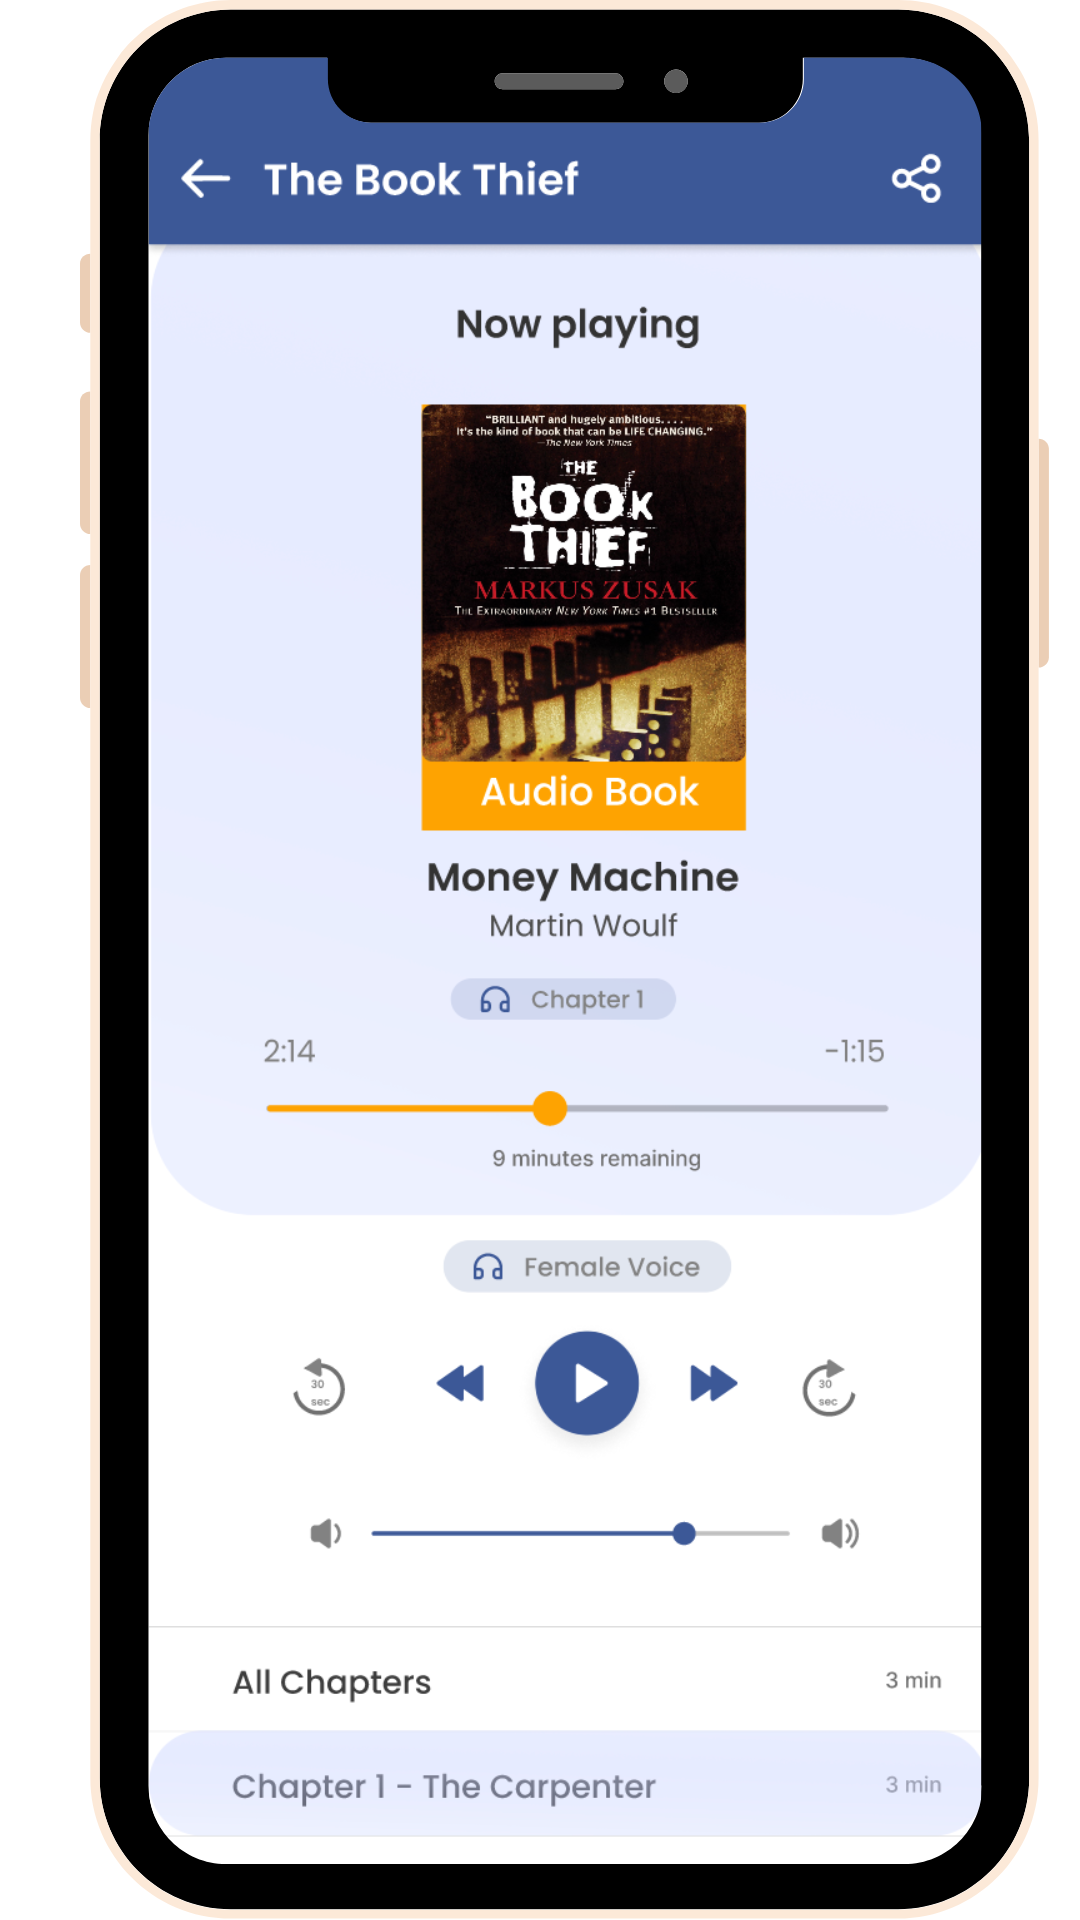 The Book Thief
Now playing
“BRILLIANT and hugely ambitious. . . .
It's the kind of book that can be LIFE CHANGING.”
—The New York Times
THE
BOOK
THIEF
MARKUS ZUSAK
THE EXTRAORDINARY NEW YORK TIMES #1 BESTSELLER
Audio Book
Money Machine
Martin Woulf
Chapter 1
2:14 -1:15
9 minutes remaining
Female Voice
30 30
sec sec
All Chapters 3 min
Chapter 1 - The Carpenter 3 min